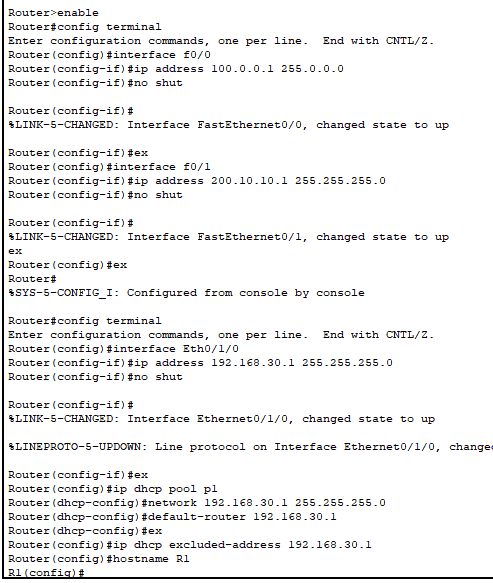 Router>enable
Router#config terminal
Enter configuration commands, one per line.  End with CNTL/Z.
Router(config)#interface f0/0
Router(config-if)#ip address 100.0.0.1 255.0.0.0
Router(config-if)#no shut
Router(config-if)#
%LINK-5-CHANGED: Interface FastEthernet0/0, changed state to up
Router(config-if)#ex
Router(config)#interface f0/1
Router(config-if)#ip address 200.10.10.1 255.255.255.0
Router(config-if)#no shut
Router(config-if)#
%LINK-5-CHANGED: Interface FastEthernet0/1, changed state to up
ex
Router(config)#ex
Router#
%SYS-5-CONFIG_I: Configured from console by console
Router#config terminal
Enter configuration commands, one per line.  End with CNTL/Z.
Router(config)#interface Eth0/1/0
Router(config-if)#ip address 192.168.30.1 255.255.255.0
Router(config-if)#no shut
Router(config-if)#
%LINK-5-CHANGED: Interface Ethernet0/1/0, changed state to up
%LINEPROTO-5-UPDOWN: Line protocol on Interface Ethernet0/1/0, change
Router(config-if)#ex
Router(config)#ip dhcp pool p1
Router(dhcp-config)#network 192.168.30.1 255.255.255.0
Router(dhcp-config)#default-router 192.168.30.1
Router(dhcp-config)#ex
Router(config)#ip dhcp excluded-address 192.168.30.1
Router(config)#hostname R1
R1(config)#